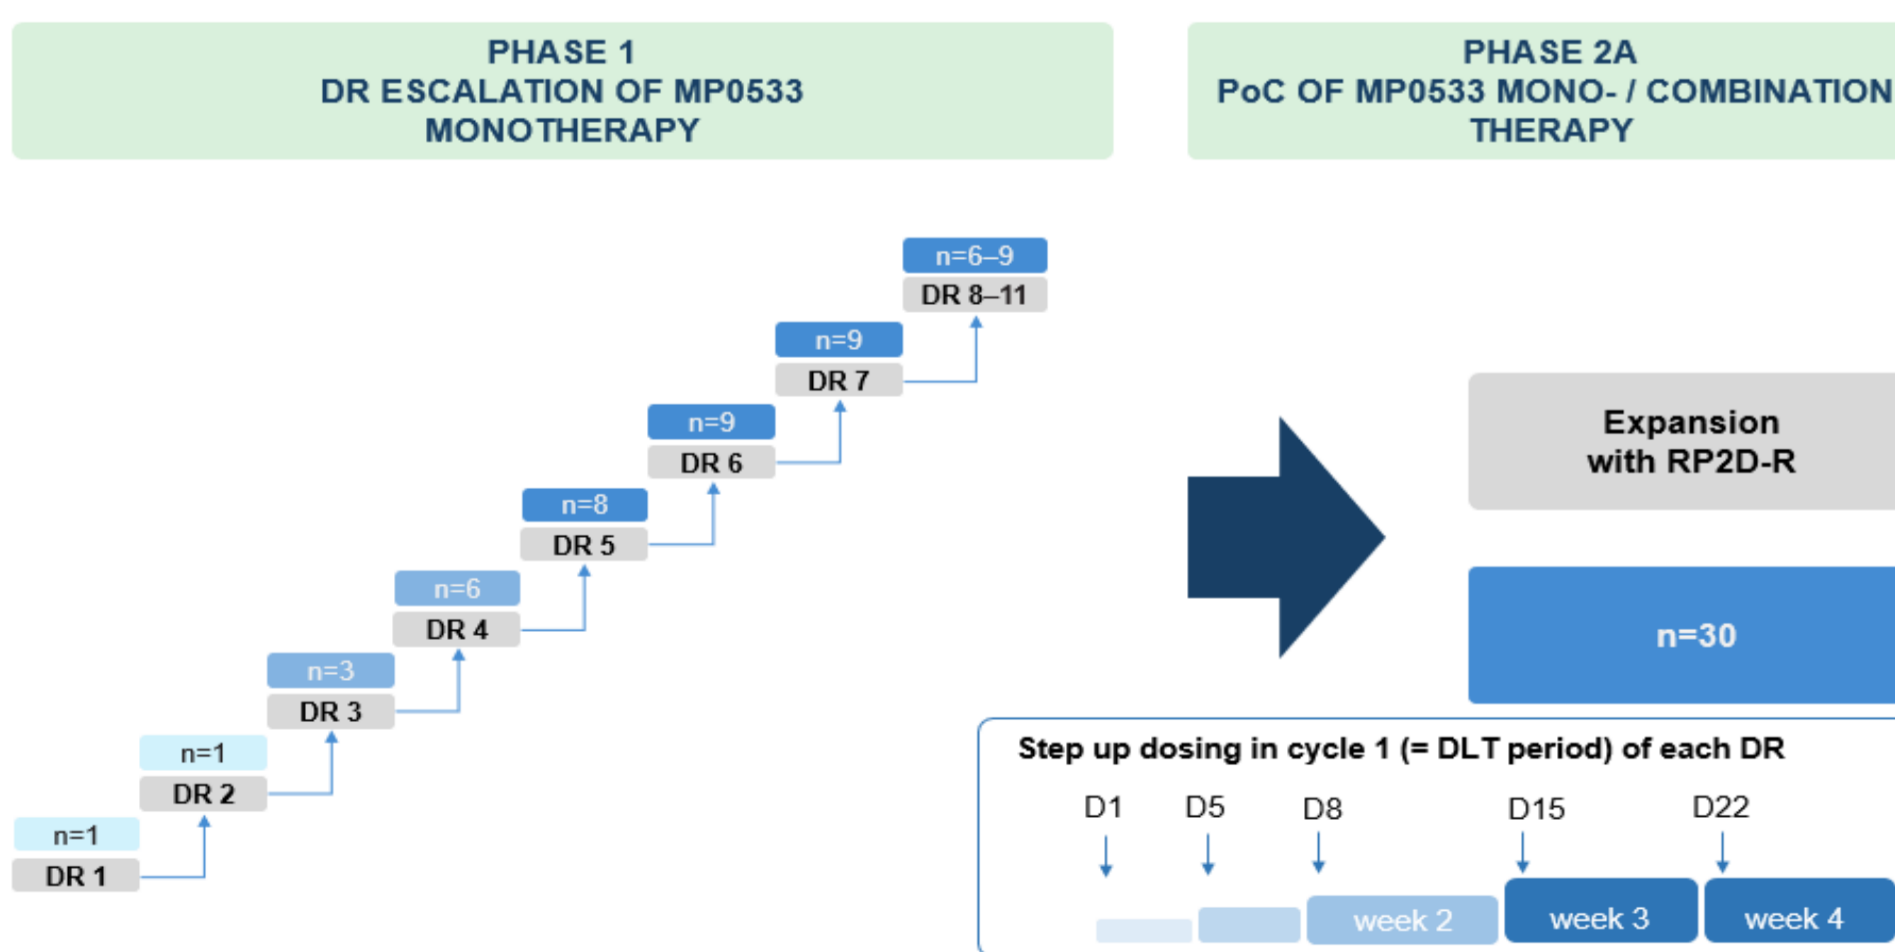 PHASE 1
DR ESCALATION OF MP0533
MONOTHERAPY
PHASE 2A
PoC OF MP0533 MONO- / COMBINATION
THERAPY
n=6–9
DR 8–11
n=9
DR 7
n=9
DR 6
n=8
DR 5
n=6
DR 4
n=3
DR 3
n=1
DR 2
n=1
DR 1
Expansion
with RP2D-R
n=30
Step up dosing in cycle 1 (= DLT period) of each DR
D1 D5 D8 D15 D22
week 2 week 3 week 4